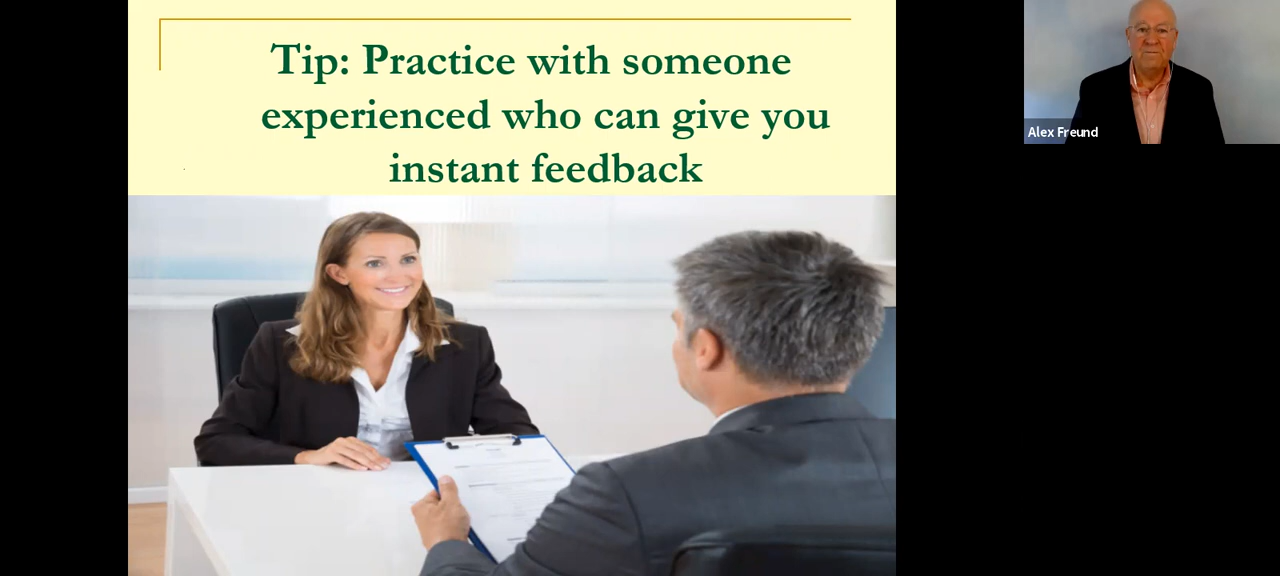 Tip: Practice with someone
experienced who can give you
instant feedback
Alex Freund